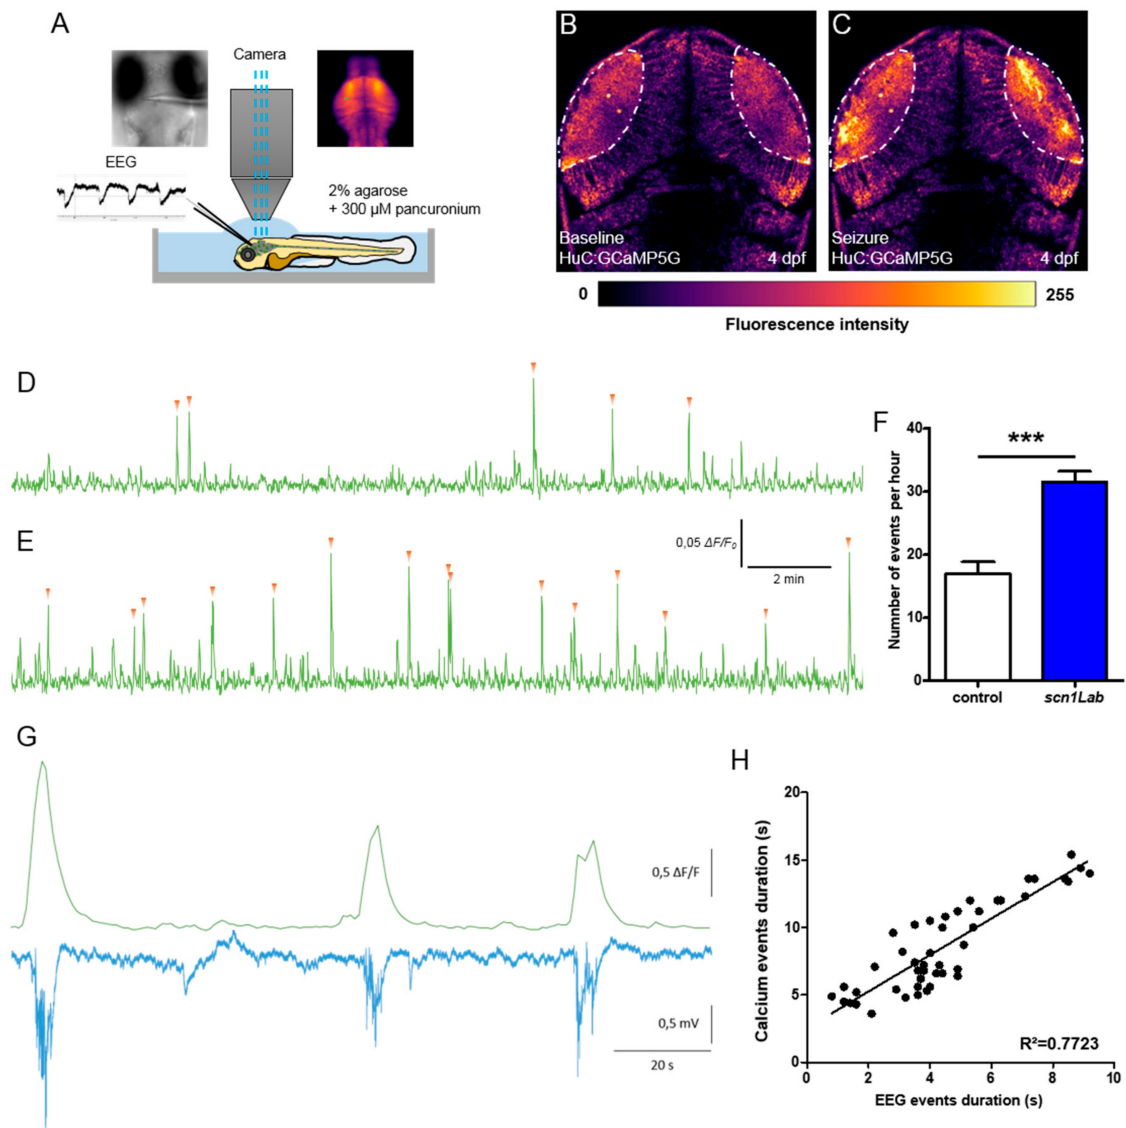 A
Camera
EEG
2% agarose
+ 300 µM pancuronium
B
Baseline
HuC:GCaMP5G
4 dpf
C
Seizure
HuC:GCaMP5G
4 dpf
0
255
Fluorescence intensity
D
E
0,05 ΔF/F₀
2 min
F
Numnber of events per hour
40
30
20
10
0
***
control
scn1Lab
G
0,5 ΔF/F
0,5 mV
20 s
H
Calcium events duration (s)
20
15
10
5
0
0
2
4
6
8
10
R²=0.7723
EEG events duration (s)